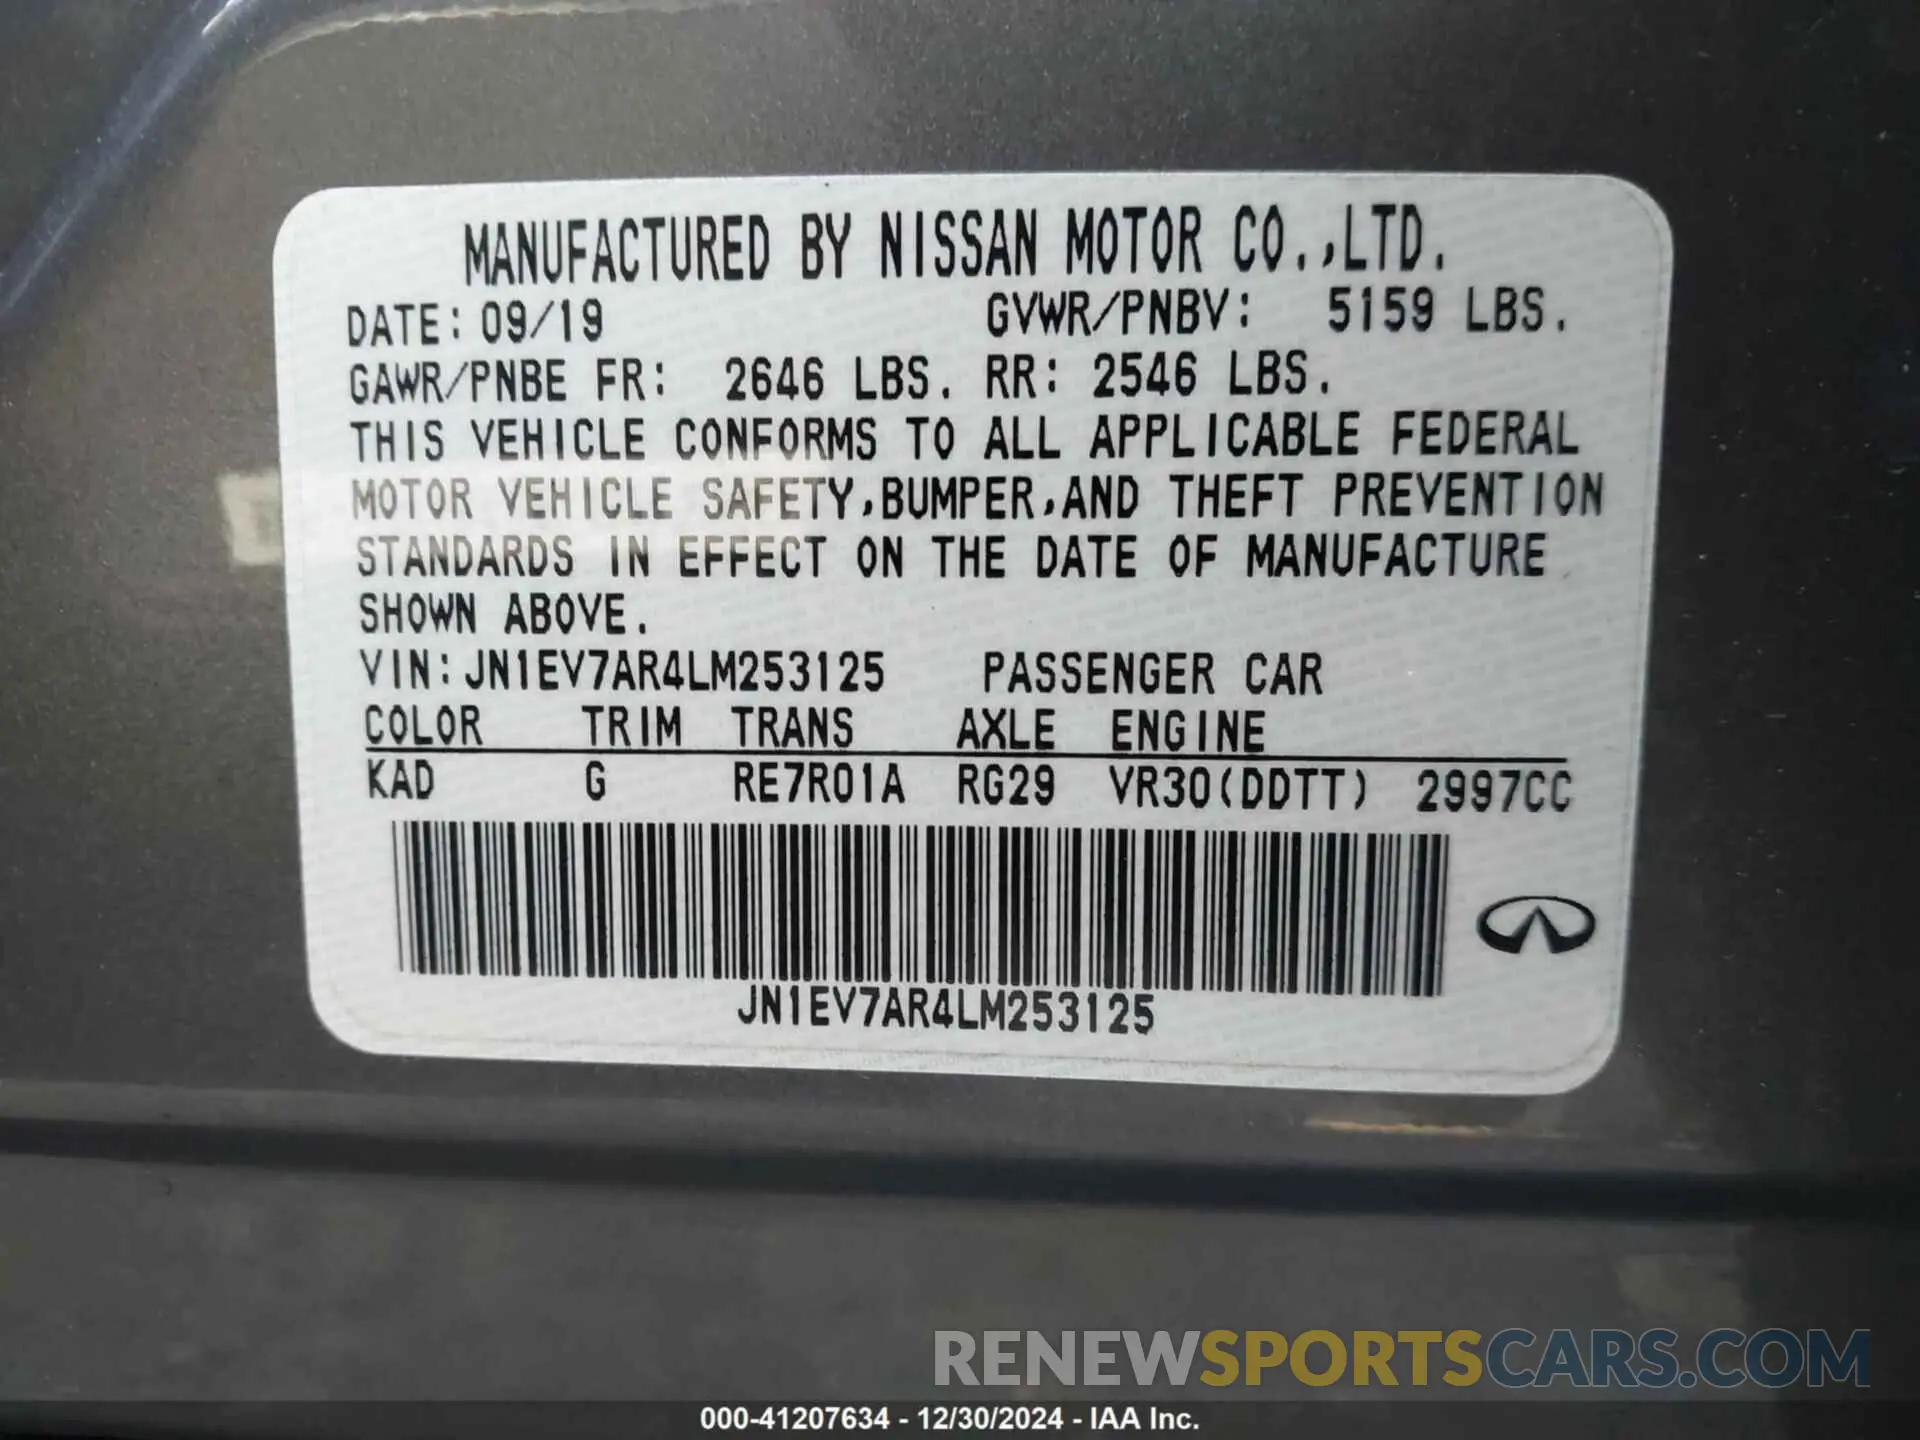 MANUFACTURED BY NISSAN MOTOR CO.,LTD.
DATE: 09/19 GVWR/PNBV: 5159 LBS.
GAWR/PNBE FR: 2646 LBS. RR: 2546 LBS.
THIS VEHICLE CONFORMS TO ALL APPLICABLE FEDERAL
MOTOR VEHICLE SAFETY,BUMPER,AND THEFT PREVENTION
STANDARDS IN EFFECT ON THE DATE OF MANUFACTURE
SHOWN ABOVE.
VIN:JN1EV7AR4LM253125 PASSENGER CAR
COLOR TRIM TRANS AXLE ENGINE
KAD G RE7R01A RG29 VR30(DDTT) 2997CC
JN1EV7AR4LM253125
RENEWSPORTSCARS.COM
000-41207634 - 12/30/2024 - IAA Inc.